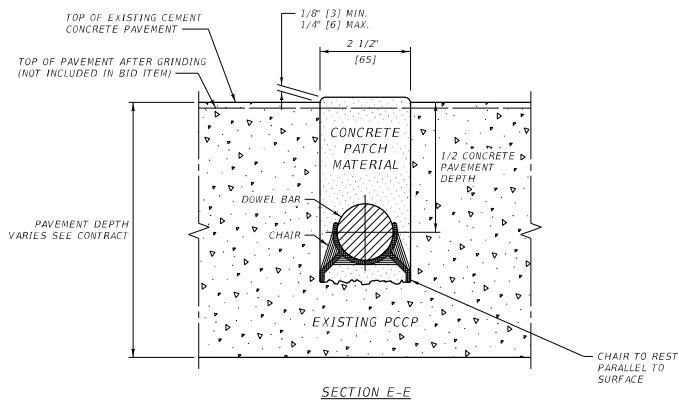 TOP OF EXISTING CEMENT
CONCRETE PAVEMENT
1/8" [3] MIN.
1/4" [6] MAX.
2 1/2"
[65]
TOP OF PAVEMENT AFTER GRINDING
(NOT INCLUDED IN BID ITEM)
CONCRETE
PATCH
MATERIAL
1/2 CONCRETE
PAVEMENT
DEPTH
DOWEL BAR
PAVEMENT DEPTH
VARIES SEE CONTRACT
CHAIR
EXISTING PCCP
CHAIR TO REST
PARALLEL TO
SURFACE
SECTION E-E